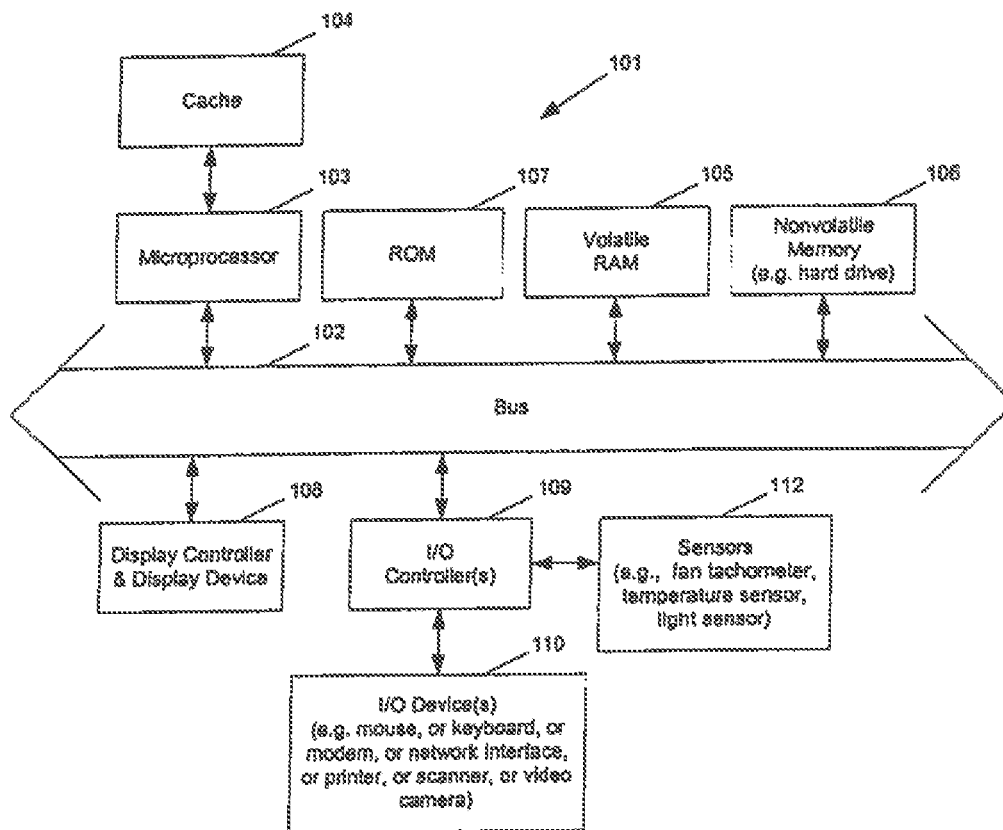 104
101
Cache
103
107
105
106
Microprocessor
ROM
Volatile
RAM
Nonvolatile
Memory
(e.g. hard drive)
102
Bus
108
109
112
Display Controller
& Display Device
I/O
Controller(s)
Sensors
(e.g., fan tachometer,
temperature sensor,
light sensor)
110
I/O Device(s)
(e.g. mouse, or keyboard, or
modem, or network interface,
or printer, or scanner, or video
camera)